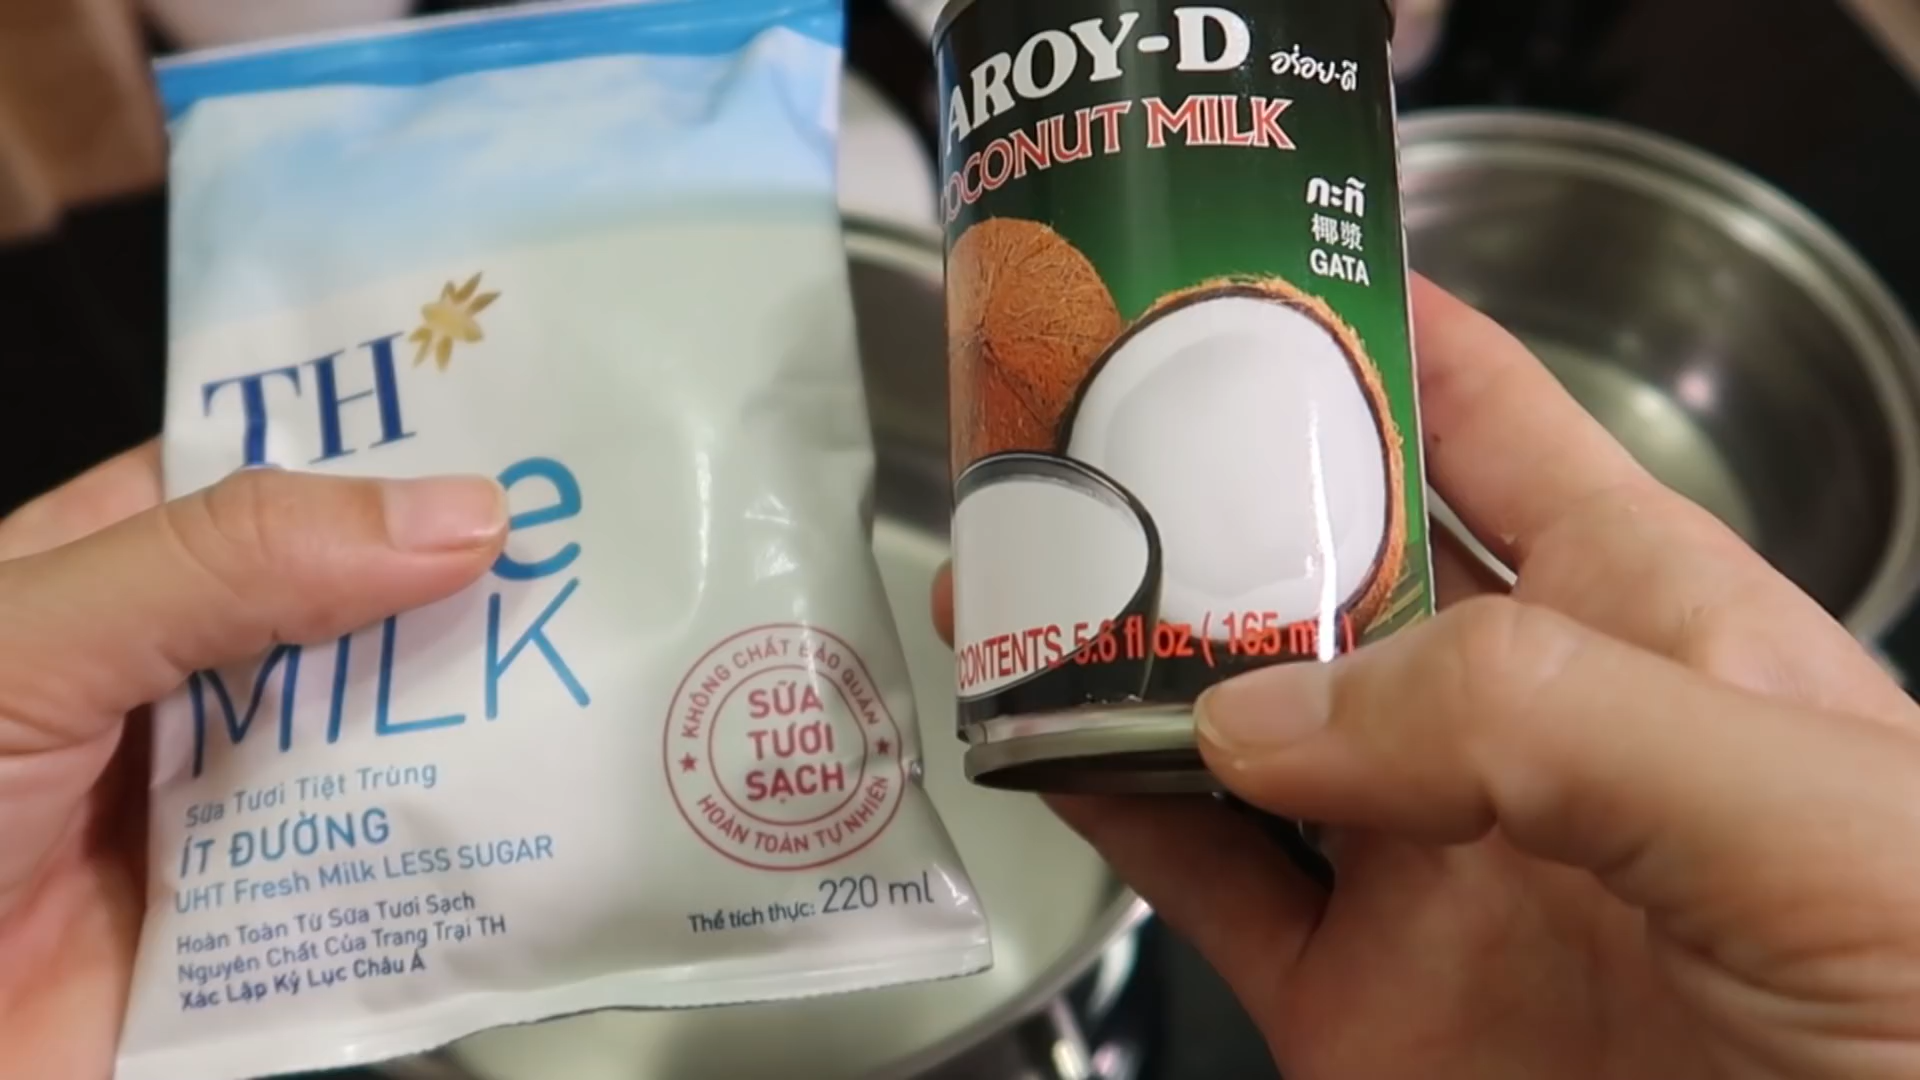 TH
e
MILK
Sữa Tươi Tiệt Trùng
ÍT ĐƯỜNG
UHT Fresh Milk LESS SUGAR
Hoàn Toàn Từ Sữa Tươi Sạch
Nguyên Chất Của Trang Trại TH
Xác Lập Kỷ Lục Châu Á
KHÔNG CHẤT BẢO QUẢN
SỮA
TƯƠI
SẠCH
HOÀN TOÀN TỰ NHIÊN
Thể tích thực: 220 ml
AROY-D อร่อย-ดี
COCONUT MILK
กะทิ
椰漿
GATA
CONTENTS 5.6 fl oz ( 165 m )